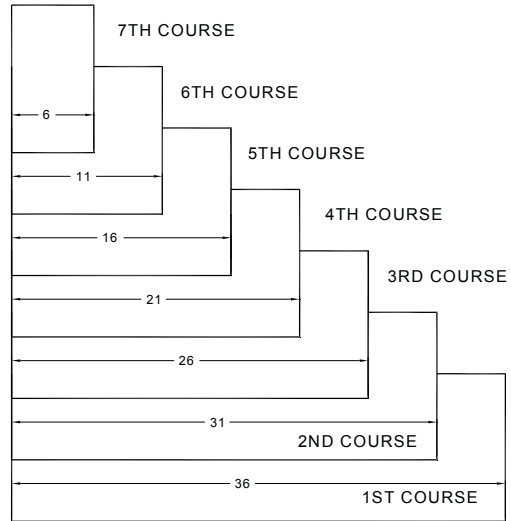 7TH COURSE
6TH COURSE
6
5TH COURSE
11
4TH COURSE
16
3RD COURSE
21
26
31
2ND COURSE
36
1ST COURSE